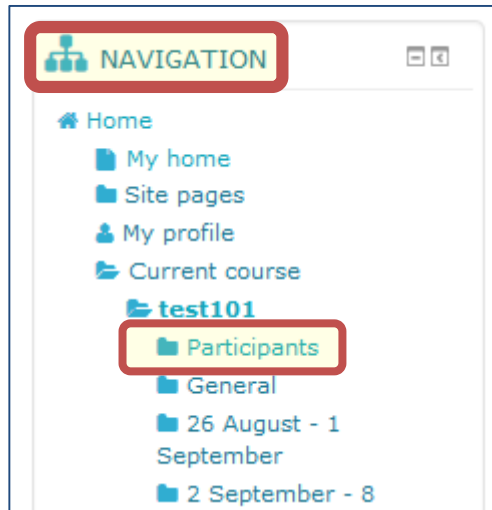 NAVIGATION
Home
My home
Site pages
My profile
Current course
test101
Participants
General
26 August - 1
September
2 September - 8